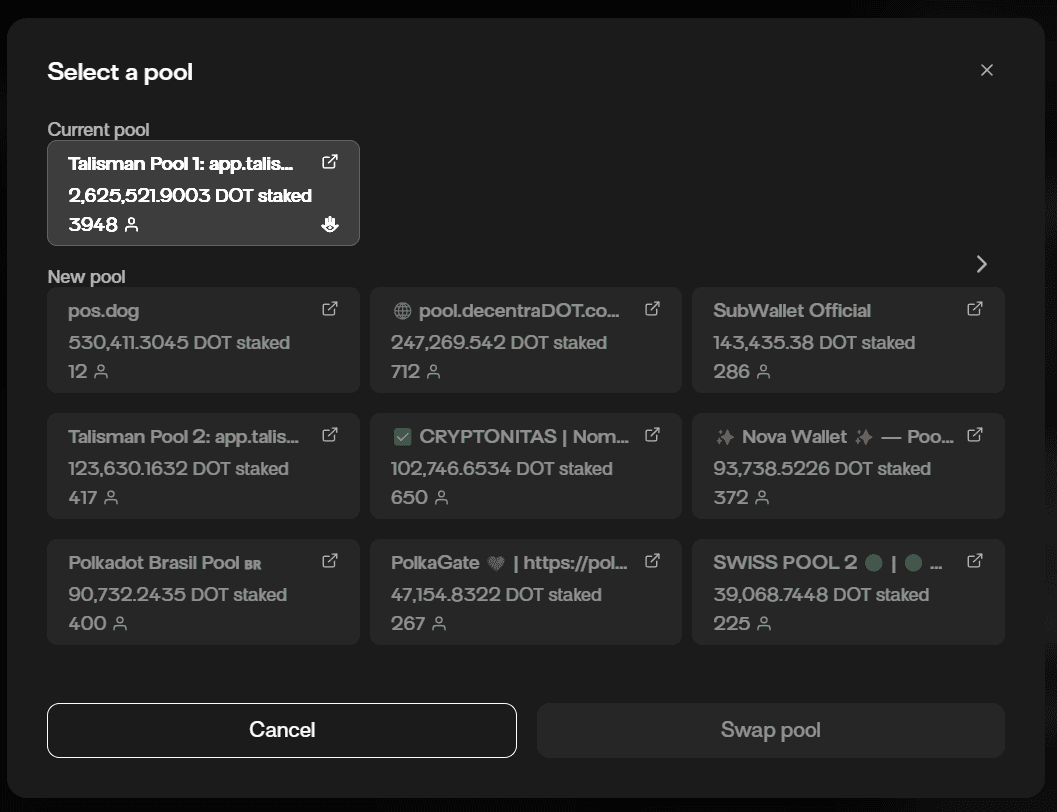 Select a pool
Current pool
Talisman Pool 1: app.talis...
2,625,521.9003 DOT staked
3948
New pool
pos.dog
530,411.3045 DOT staked
12
pool.decentraDOT.co...
247,269.542 DOT staked
712
SubWallet Official
143,435.38 DOT staked
286
Talisman Pool 2: app.talis...
123,630.1632 DOT staked
417
✅ CRYPTONITAS | Nom...
102,746.6534 DOT staked
650
✨ Nova Wallet ✨ — Poo...
93,738.5226 DOT staked
372
Polkadot Brasil Pool BR
90,732.2435 DOT staked
400
PolkaGate | https://pol...
47,154.8322 DOT staked
267
SWISS POOL 2 🟢 | 🟢 ...
39,068.7448 DOT staked
225
Cancel
Swap pool